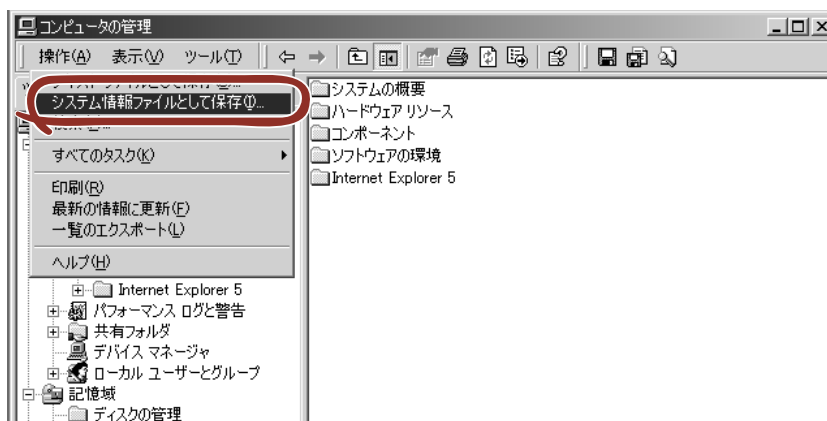 コンピュータの管理
操作(A) 表示(V) ツール(T)
システム情報ファイルとして保存(I)...
すべてのタスク(K)
印刷(R)
最新の情報に更新(F)
一覧のエクスポート(L)
ヘルプ(H)
Internet Explorer 5
パフォーマンス ログと警告
共有フォルダ
デバイス マネージャ
ローカル ユーザーとグループ
記憶域
ディスクの管理
システムの概要
ハードウェア リソース
コンポーネント
ソフトウェアの環境
Internet Explorer 5